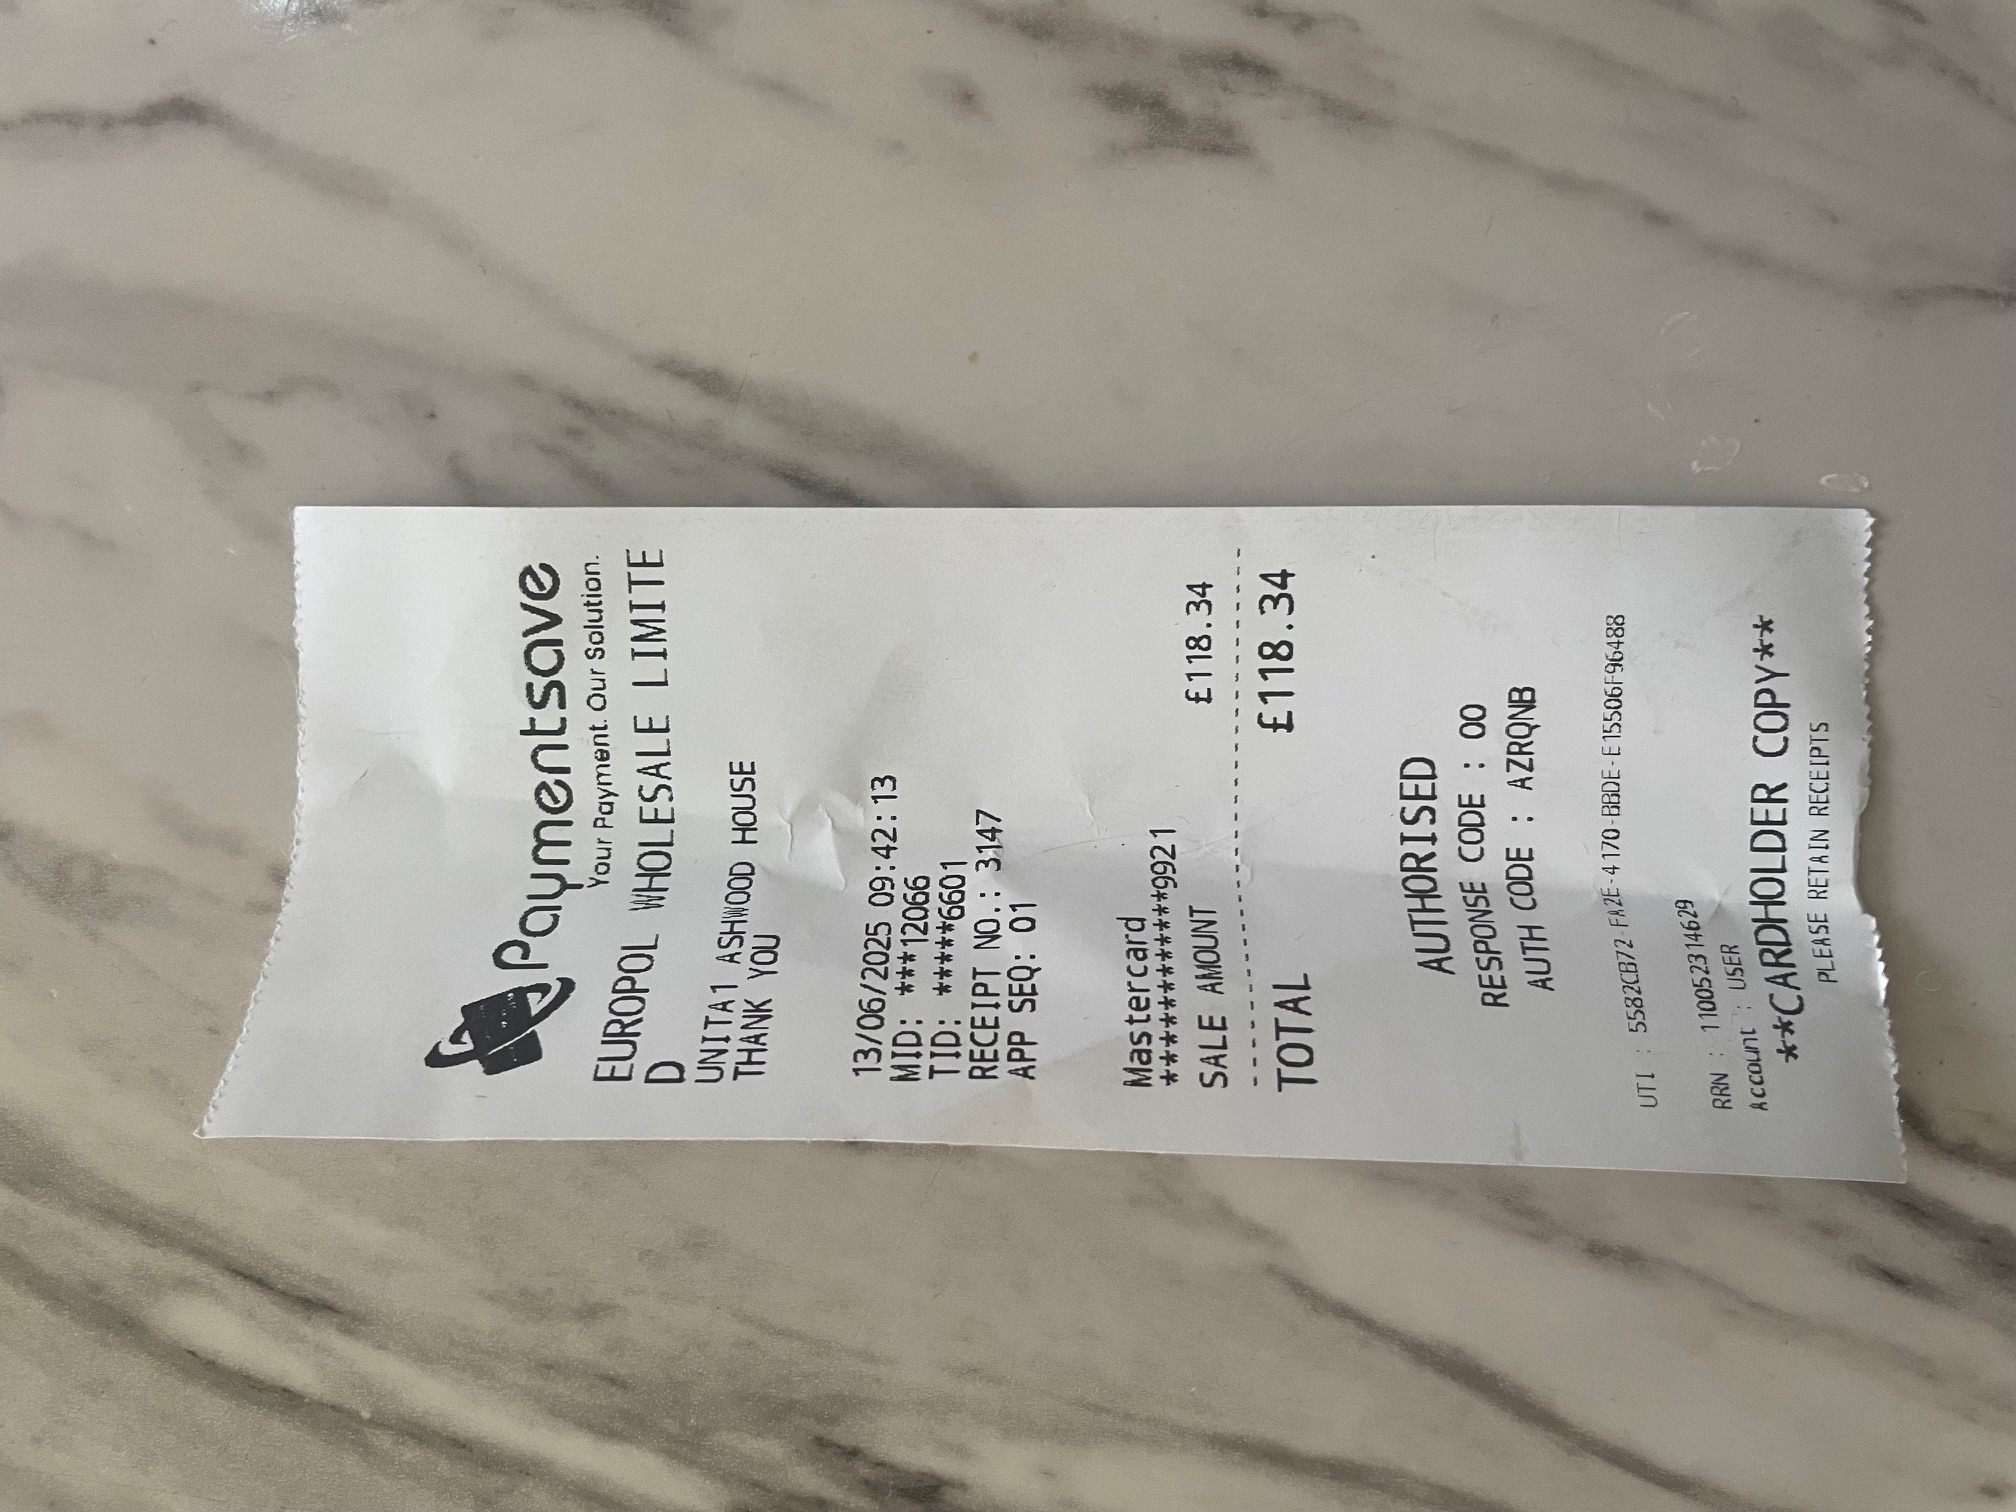 Paymentsave
Your Payment. Our Solution.
EUROPOL WHOLESALE LIMITE
D
UNITA1 ASHWOOD HOUSE
THANK YOU
13/06/2025 09:42:13
MID: ***12066
TID: *****6601
RECEIPT NO.: 3147
APP SEQ: 01
Mastercard
************9921
SALE AMOUNT £118.34
TOTAL £118.34
AUTHORISED
RESPONSE CODE : 00
AUTH CODE : AZRQNB
UTI : 5582CB72-FA2E-4170-BBDE-E15506F96488
RRN : 110052314629
Account : USER
**CARDHOLDER COPY**
PLEASE RETAIN RECEIPTS